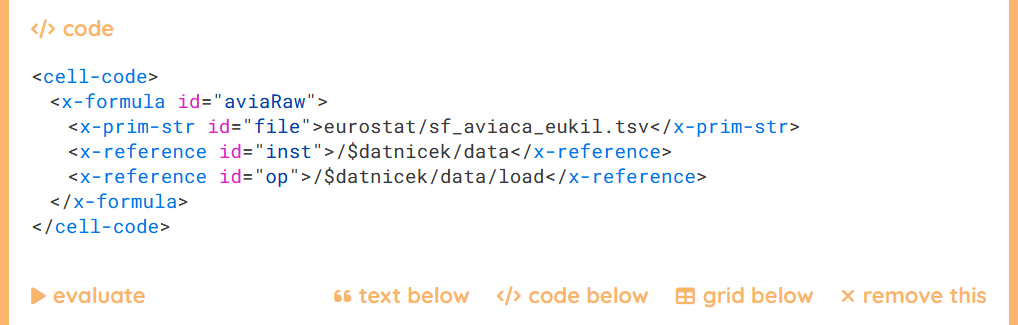 </> code
<cell-code>
<x-formula id="aviaRaw">
<x-prim-str id="file">eurostat/sf_aviaca_eukil.tsv</x-prim-str>
<x-reference id="inst">/$datnicek/data</x-reference>
<x-reference id="op">/$datnicek/data/load</x-reference>
</x-formula>
</cell-code>
evaluate text below </> code below grid below remove this